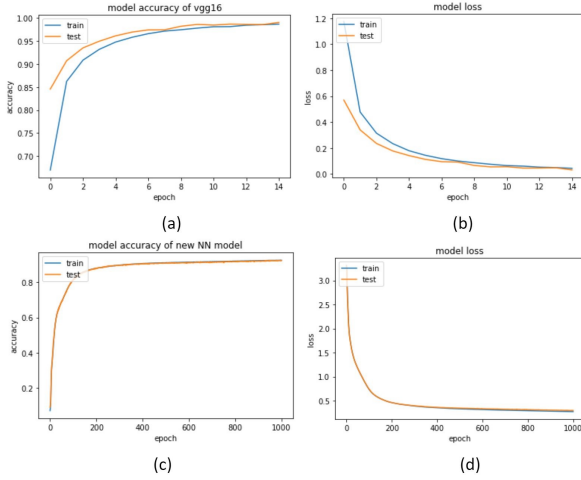 model accuracy of vgg16
train
test
accuracy
1.00
0.95
0.90
0.85
0.80
0.75
0.70
0 2 4 6 8 10 12 14
epoch
(a)
model loss
train
test
loss
1.2
1.0
0.8
0.6
0.4
0.2
0.0
0 2 4 6 8 10 12 14
epoch
(b)
model accuracy of new NN model
train
test
accuracy
0.8
0.6
0.4
0.2
0 200 400 600 800 1000
epoch
(c)
model loss
train
test
loss
3.0
2.5
2.0
1.5
1.0
0.5
0 200 400 600 800 1000
epoch
(d)